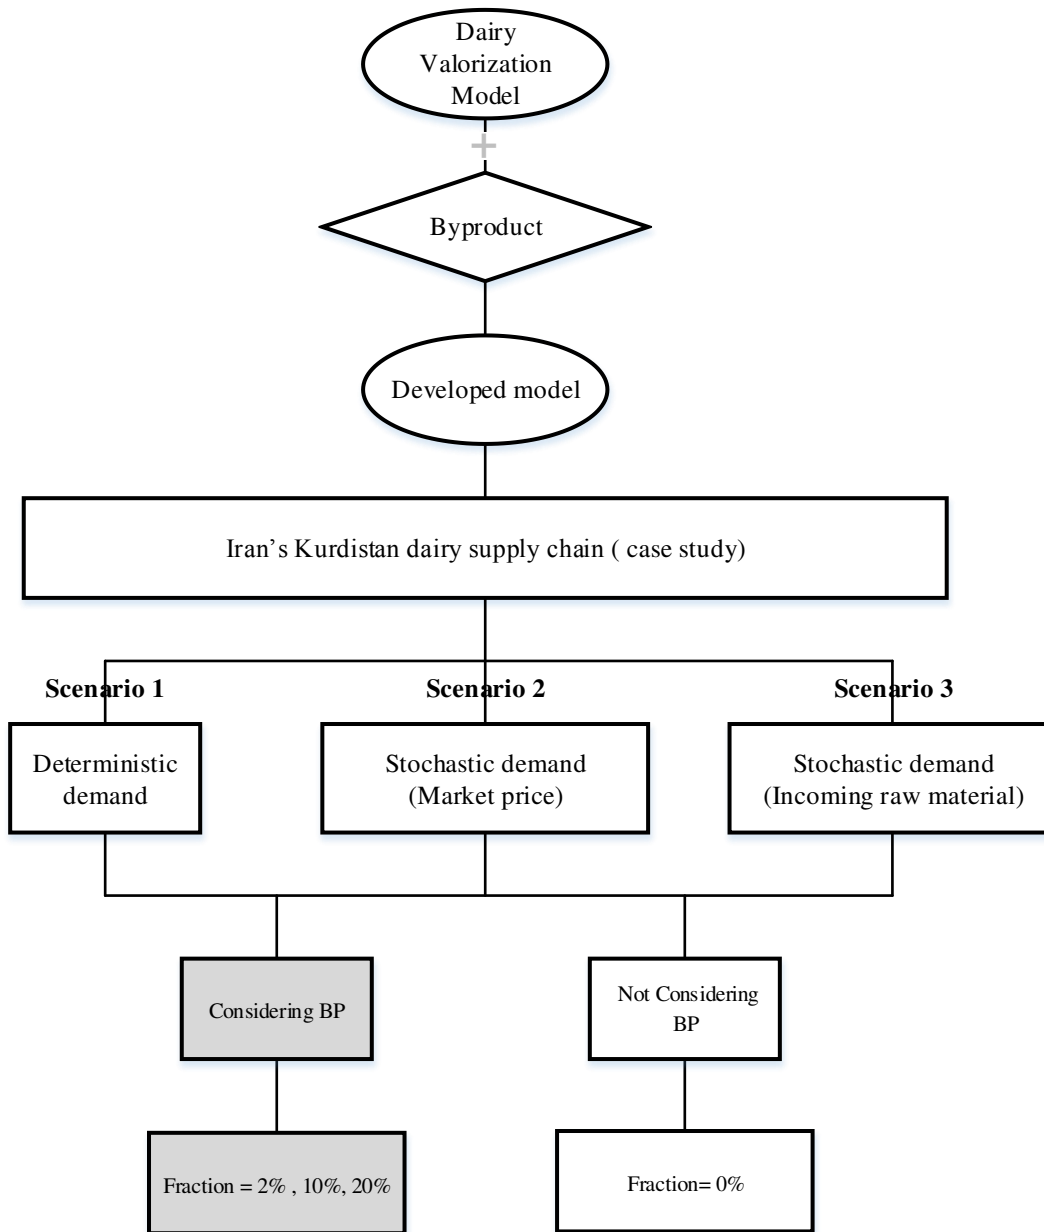 Dairy
Valorization
Model
+
Byproduct
Developed model
Iran’s Kurdistan dairy supply chain ( case study)
Scenario 1
Scenario 2
Scenario 3
Deterministic
demand
Stochastic demand
(Market price)
Stochastic demand
(Incoming raw material)
Considering BP
Not Considering
BP
Fraction = 2% , 10%, 20%
Fraction= 0%